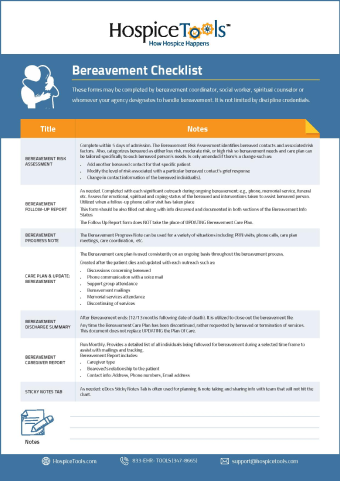 HospiceTools™
How Hospice Happens
Bereavement Checklist
These forms may be completed by bereavement coordinator, social worker, spiritual counselor or
whomever your agency designates to handle bereavement. It is not limited by discipline credentials.
Title
Notes
BEREAVEMENT RISK
ASSESSMENT
Complete within 5 days of admission. The Bereavement Risk Assessment identifies bereaved contacts and associated risk
factors. Also, categorizes bereaved as either low risk, moderate risk, or high risk so bereavement needs and care plan can
be tailored specifically to each bereaved person's needs. Is only amended if there's a change such as:
• Add another bereaved contact for that specific patient
• Modify the level of risk associated with a particular bereaved contact's grief response
• Change in contact information of the bereaved individual(s).
BEREAVEMENT
FOLLOW-UP REPORT
As needed. Completed with each significant outreach during ongoing bereavement; e.g., phone, memorial service, funeral
etc. Assess for emotional, spiritual and coping status of the bereaved and interventions taken to assist bereaved person.
Utilized when a follow-up phone call or visit has taken place.
This form should be also filled out along with info discussed and documented in both sections of the Bereavement Info
Status
The Follow Up Report form does NOT take the place of UPDATING Bereavement Care Plan.
BEREAVEMENT
PROGRESS NOTE
The Bereavement Progress Note can be used for a variety of situations including PRN visits, phone calls, care plan
meetings, care coordination, etc.
CARE PLAN & UPDATE:
BEREAVEMENT
The Bereavement care plan is used consistently on an ongoing basis throughout the bereavement process.
Created after the patient dies and updated with each outreach such as:
• Discussions concerning bereaved
• Phone communication with a voice mail
• Support group attendance
• Bereavement mailings
• Memorial services attendance
• Discontinuing of services
BEREAVEMENT
DISCHARGE SUMMARY
After Bereavement ends (12/13 months following date of death). It is utilized to close out the bereavement file.
Any time the Bereavement Care Plan has been discontinued, either requested by bereaved or termination of services.
This document does not replace UPDATING the Plan Of Care.
BEREAVEMENT
CAREGIVER REPORT
Run Monthly. Provides a detailed list of all individuals being followed for bereavement during a selected time frame to
assist with mailings and tracking.
Bereavement Report includes:
• Caregiver type
• Bereaved's relationship to the patient
• Contact info: Address, Phone numbers, Email address
STICKY NOTES TAB
As needed: eDocs Sticky Notes Tab is often used for planning & note taking and sharing info with team that will not hit the
chart.
Notes
HospiceTools.com
833-EHR-TOOLS (347-8665)
support@hospicetools.com